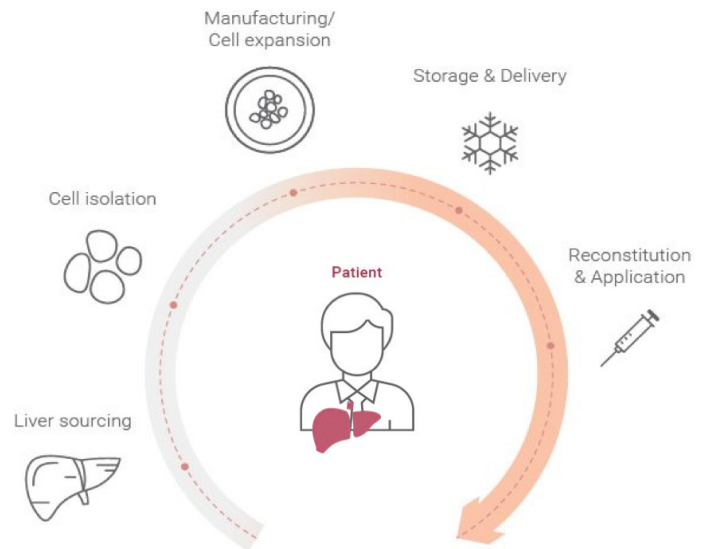 Manufacturing/
Cell expansion
Storage & Delivery
Cell isolation
Reconstitution
& Application
Patient
Liver sourcing